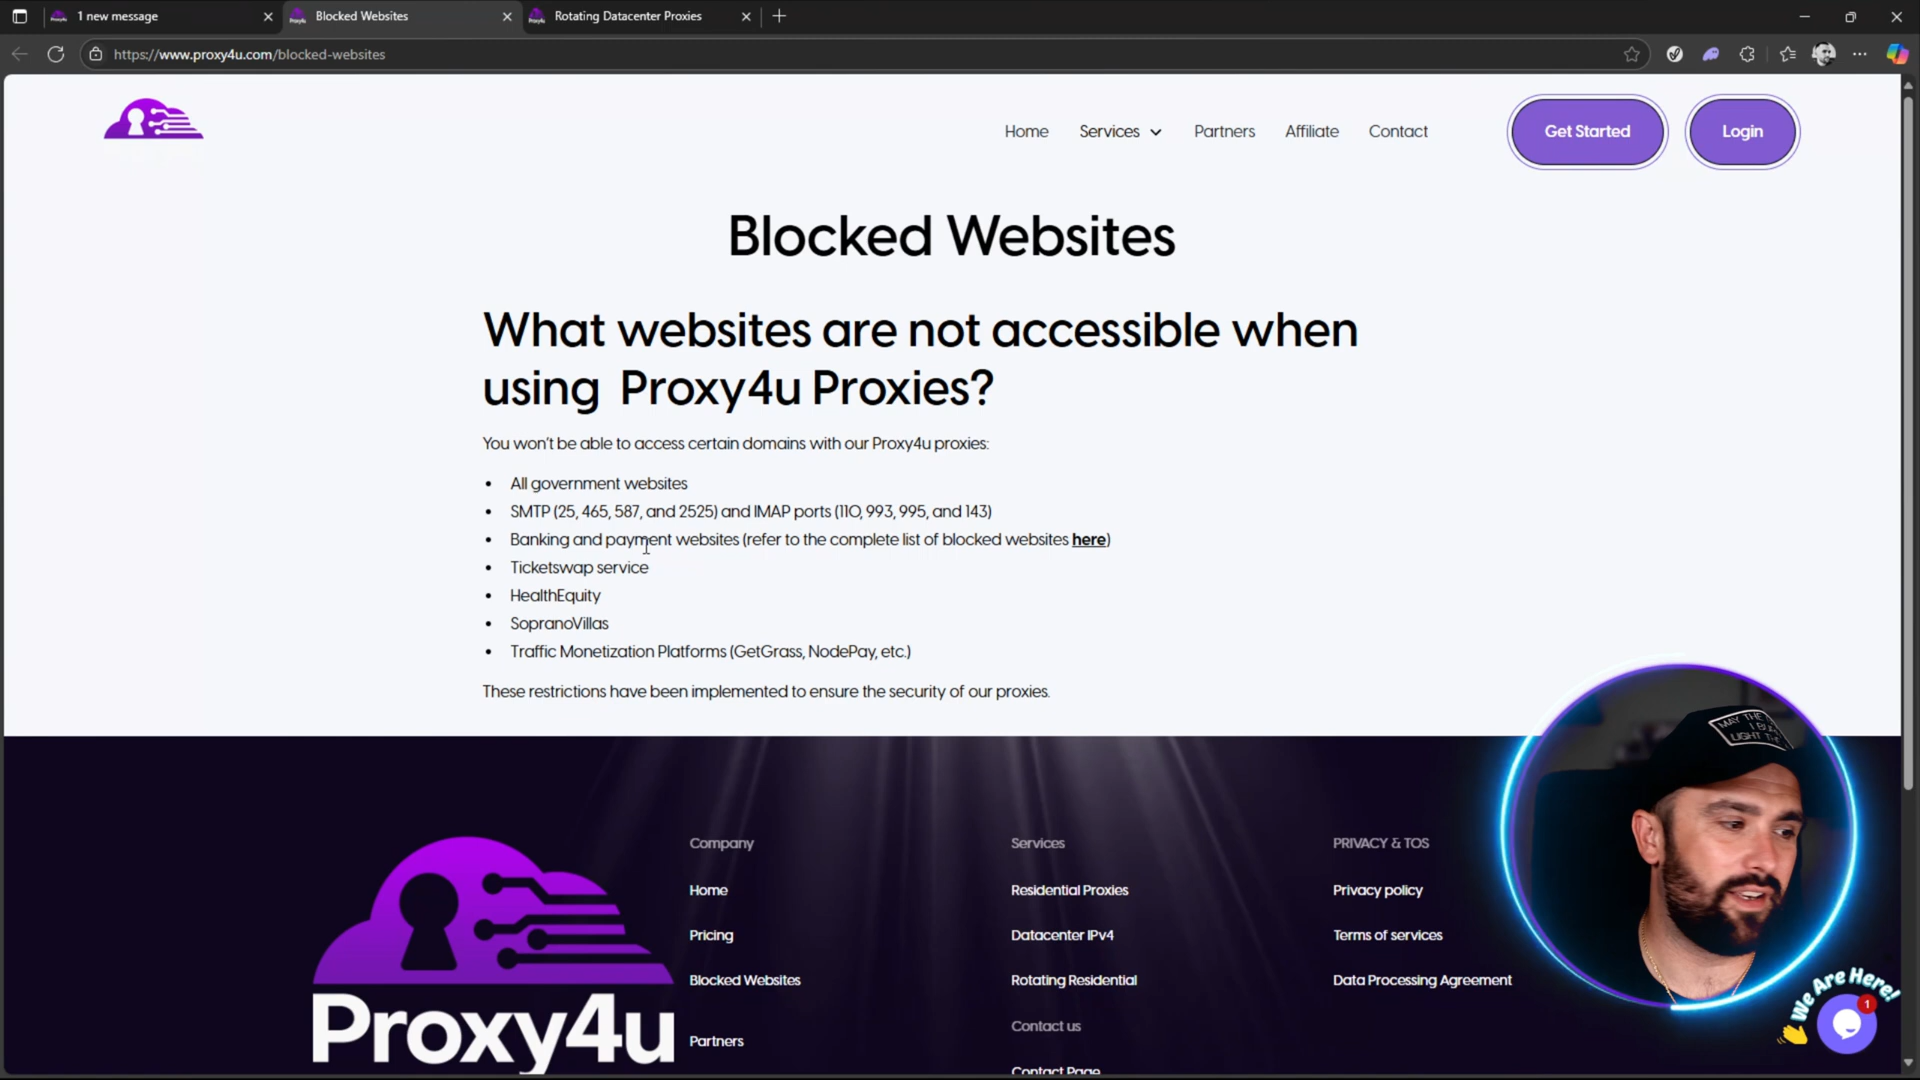 1 new message
Blocked Websites
Rotating Datacenter Proxies
https://www.proxy4u.com/blocked-websites
Home
Services
Partners
Affiliate
Contact
Get Started
Login
Blocked Websites
What websites are not accessible when
using Proxy4u Proxies?
You won't be able to access certain domains with our Proxy4u proxies:
• All government websites
• SMTP (25, 465, 587, and 2525) and IMAP ports (110, 993, 995, and 143)
• Banking and payment websites (refer to the complete list of blocked websites here)
• Ticketswap service
• HealthEquity
• SopranoVillas
• Traffic Monetization Platforms (GetGrass, NodePay, etc.)
These restrictions have been implemented to ensure the security of our proxies.
Proxy4u
Company
Home
Pricing
Blocked Websites
Partners
Services
Residential Proxies
Datacenter IPv4
Rotating Residential
Contact us
Contact Page
PRIVACY & TOS
Privacy policy
Terms of services
Data Processing Agreement
MAY THE
LIGHT
We Are Here!
1